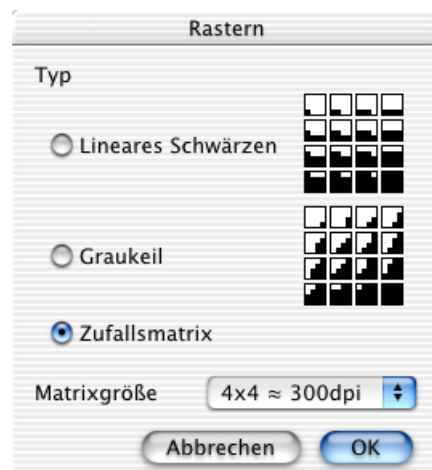 Rastern
Typ
Lineares Schwärzen
Graukeil
Zufallsmatrix
Matrixgröße 4x4 ≈ 300dpi
Abbrechen OK